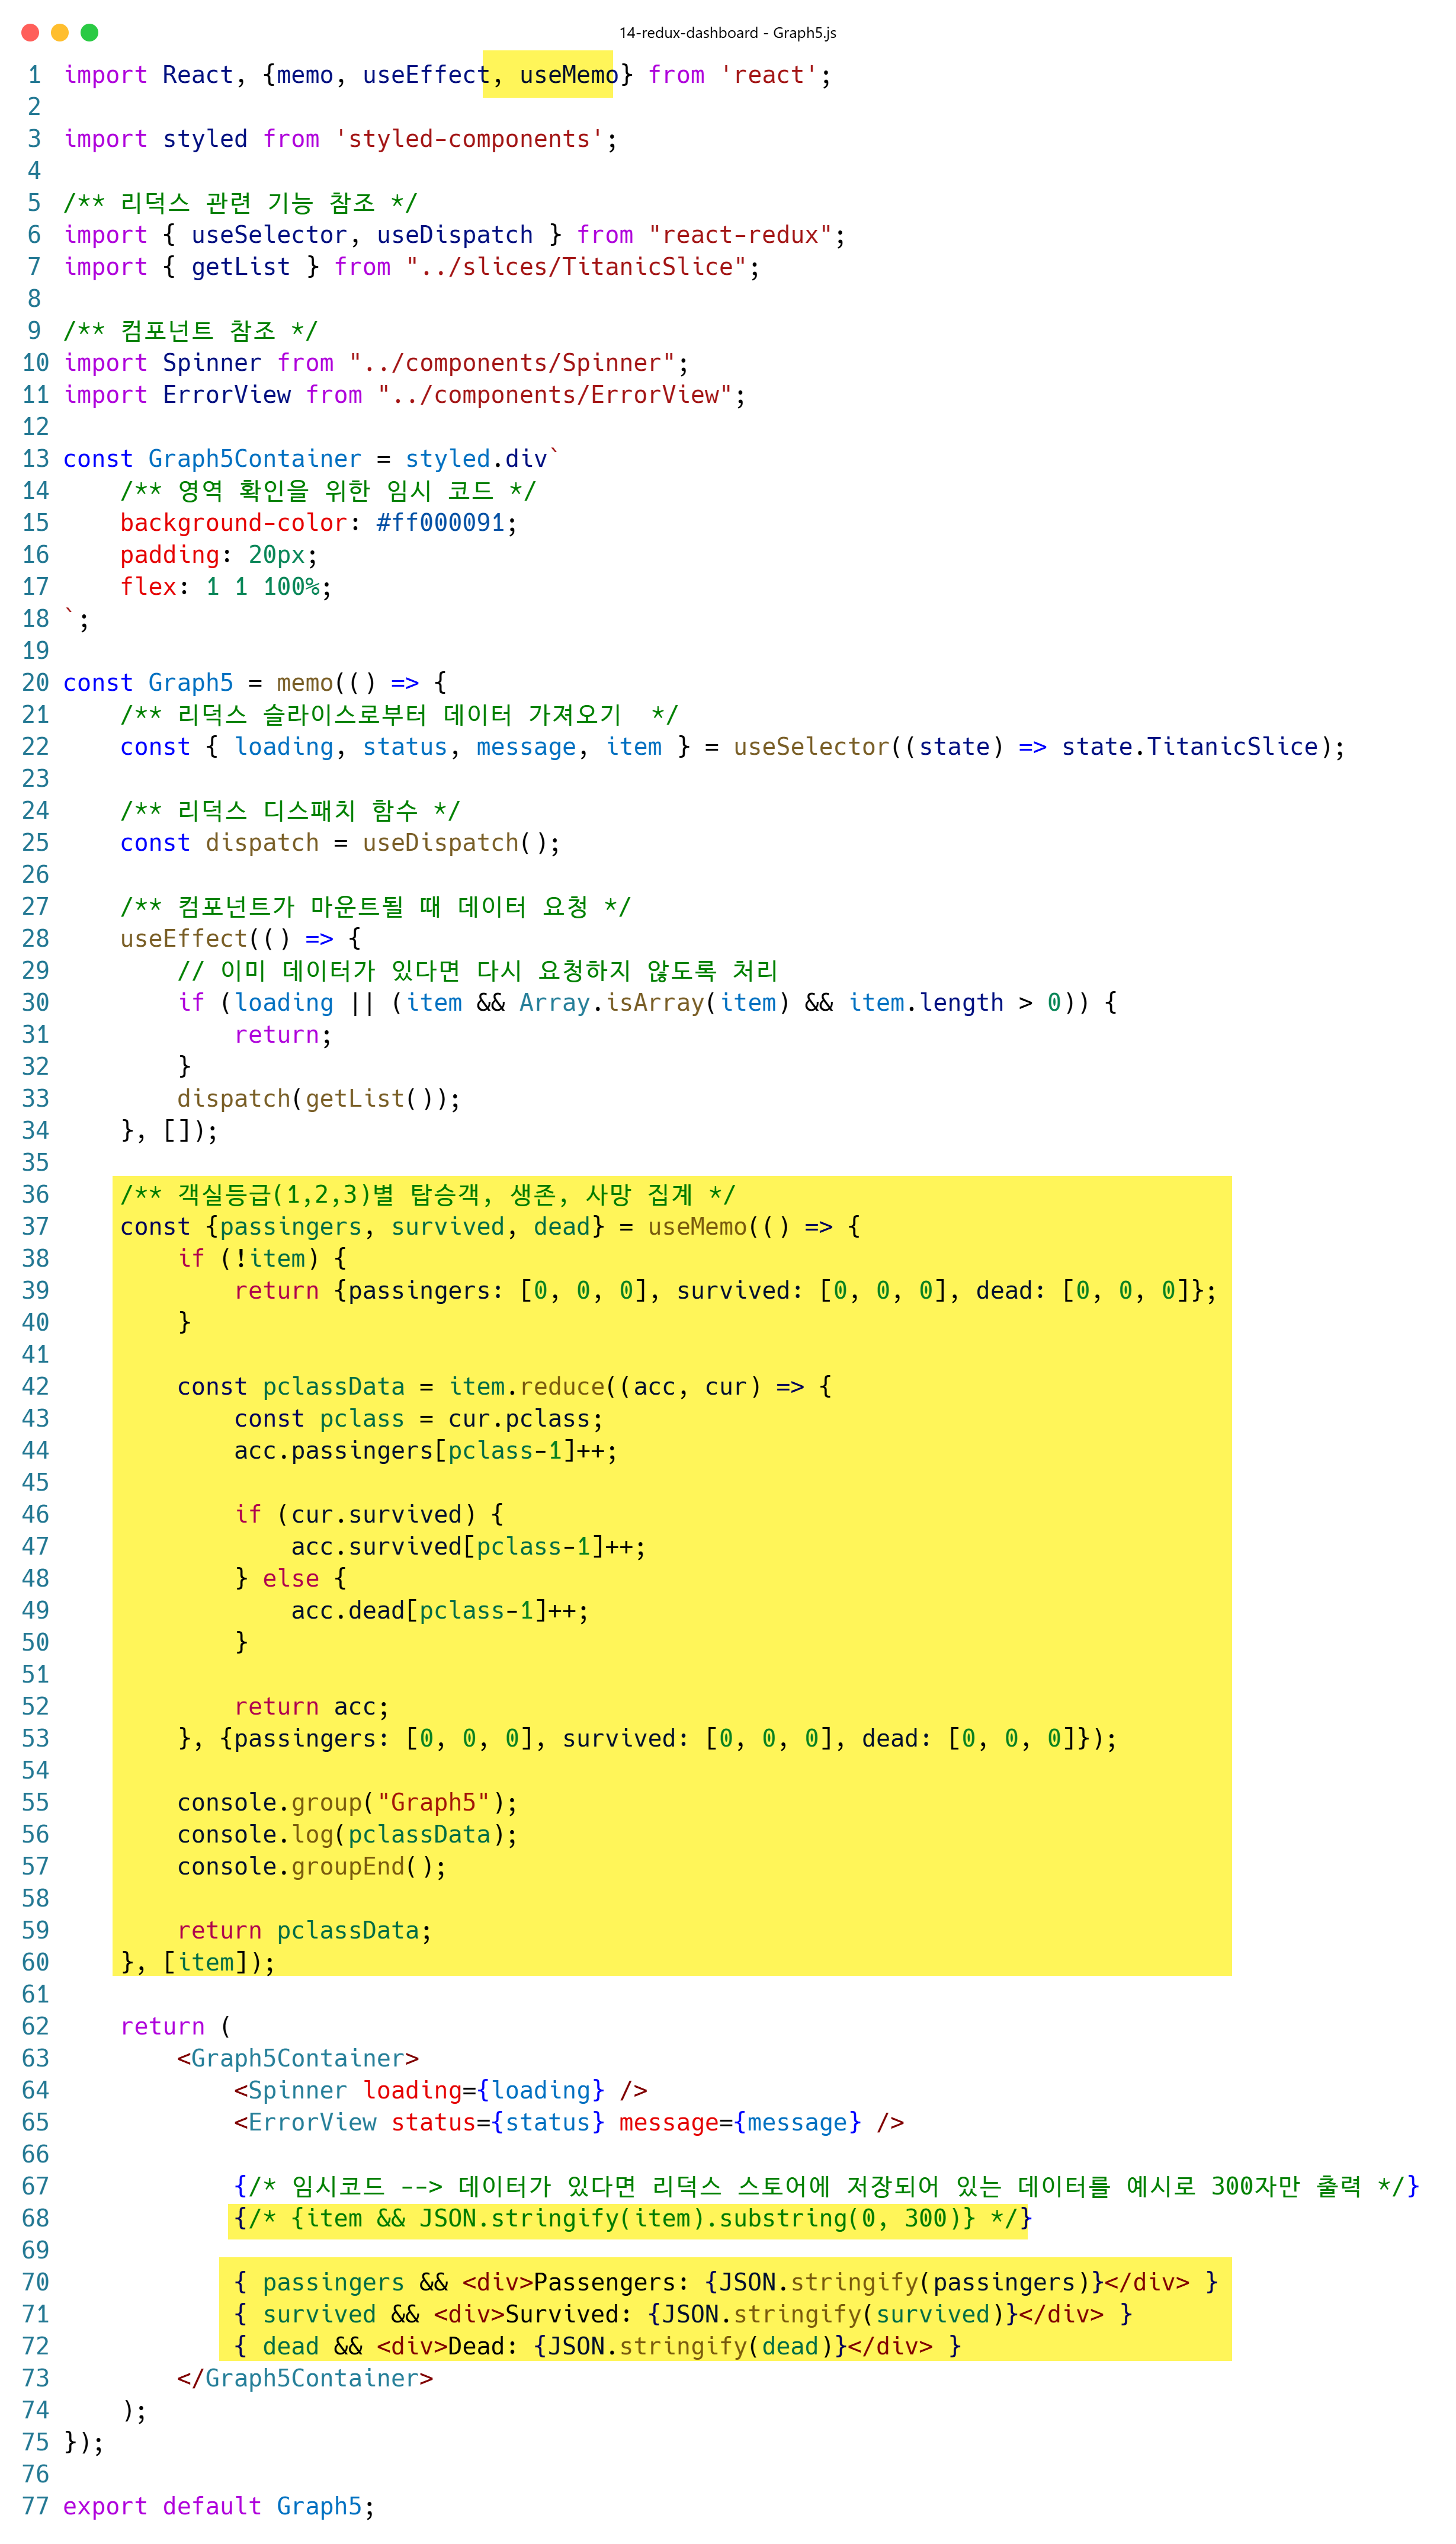 14-redux-dashboard - Graph5.js
1 import React, {memo, useEffect, useMemo} from 'react';
2
3 import styled from 'styled-components';
4
5 /** 리덕스 관련 기능 참조 */
6 import { useSelector, useDispatch } from "react-redux";
7 import { getList } from "../slices/TitanicSlice";
8
9 /** 컴포넌트 참조 */
10 import Spinner from "../components/Spinner";
11 import ErrorView from "../components/ErrorView";
12
13 const Graph5Container = styled.div`
14     /** 영역 확인을 위한 임시 코드 */
15     background-color: #ff000091;
16     padding: 20px;
17     flex: 1 1 100%;
18 `;
19
20 const Graph5 = memo(() => {
21     /** 리덕스 슬라이스로부터 데이터 가져오기  */
22     const { loading, status, message, item } = useSelector((state) => state.TitanicSlice);
23
24     /** 리덕스 디스패치 함수 */
25     const dispatch = useDispatch();
26
27     /** 컴포넌트가 마운트될 때 데이터 요청 */
28     useEffect(() => {
29         // 이미 데이터가 있다면 다시 요청하지 않도록 처리
30         if (loading || (item && Array.isArray(item) && item.length > 0)) {
31             return;
32         }
33         dispatch(getList());
34     }, []);
35
36     /** 객실등급(1,2,3)별 탑승객, 생존, 사망 집계 */
37     const {passingers, survived, dead} = useMemo(() => {
38         if (!item) {
39             return {passingers: [0, 0, 0], survived: [0, 0, 0], dead: [0, 0, 0]};
40         }
41
42         const pclassData = item.reduce((acc, cur) => {
43             const pclass = cur.pclass;
44             acc.passingers[pclass-1]++;
45
46             if (cur.survived) {
47                 acc.survived[pclass-1]++;
48             } else {
49                 acc.dead[pclass-1]++;
50             }
51
52             return acc;
53         }, {passingers: [0, 0, 0], survived: [0, 0, 0], dead: [0, 0, 0]});
54
55         console.group("Graph5");
56         console.log(pclassData);
57         console.groupEnd();
58
59         return pclassData;
60     }, [item]);
61
62     return (
63         <Graph5Container>
64             <Spinner loading={loading} />
65             <ErrorView status={status} message={message} />
66
67             {/* 임시코드 --> 데이터가 있다면 리덕스 스토어에 저장되어 있는 데이터를 예시로 300자만 출력 */}
68             {/* {item && JSON.stringify(item).substring(0, 300)} */}
69
70             { passingers && <div>Passengers: {JSON.stringify(passingers)}</div> }
71             { survived && <div>Survived: {JSON.stringify(survived)}</div> }
72             { dead && <div>Dead: {JSON.stringify(dead)}</div> }
73         </Graph5Container>
74     );
75 });
76
77 export default Graph5;